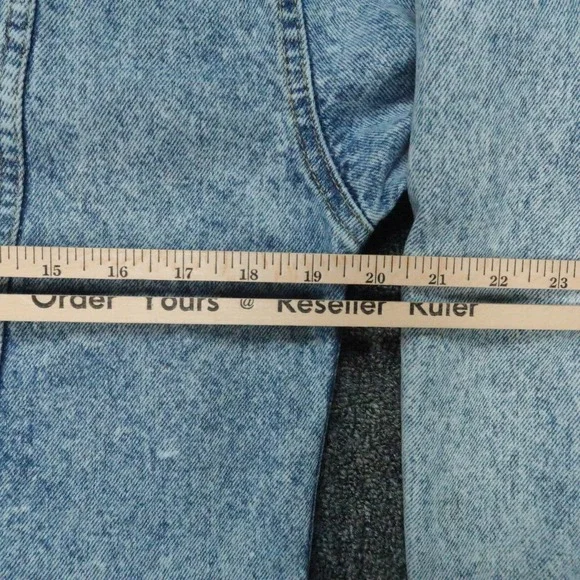 15 16 17 18 19 20 21 22 23
Order Yours @ Reseller Ruler